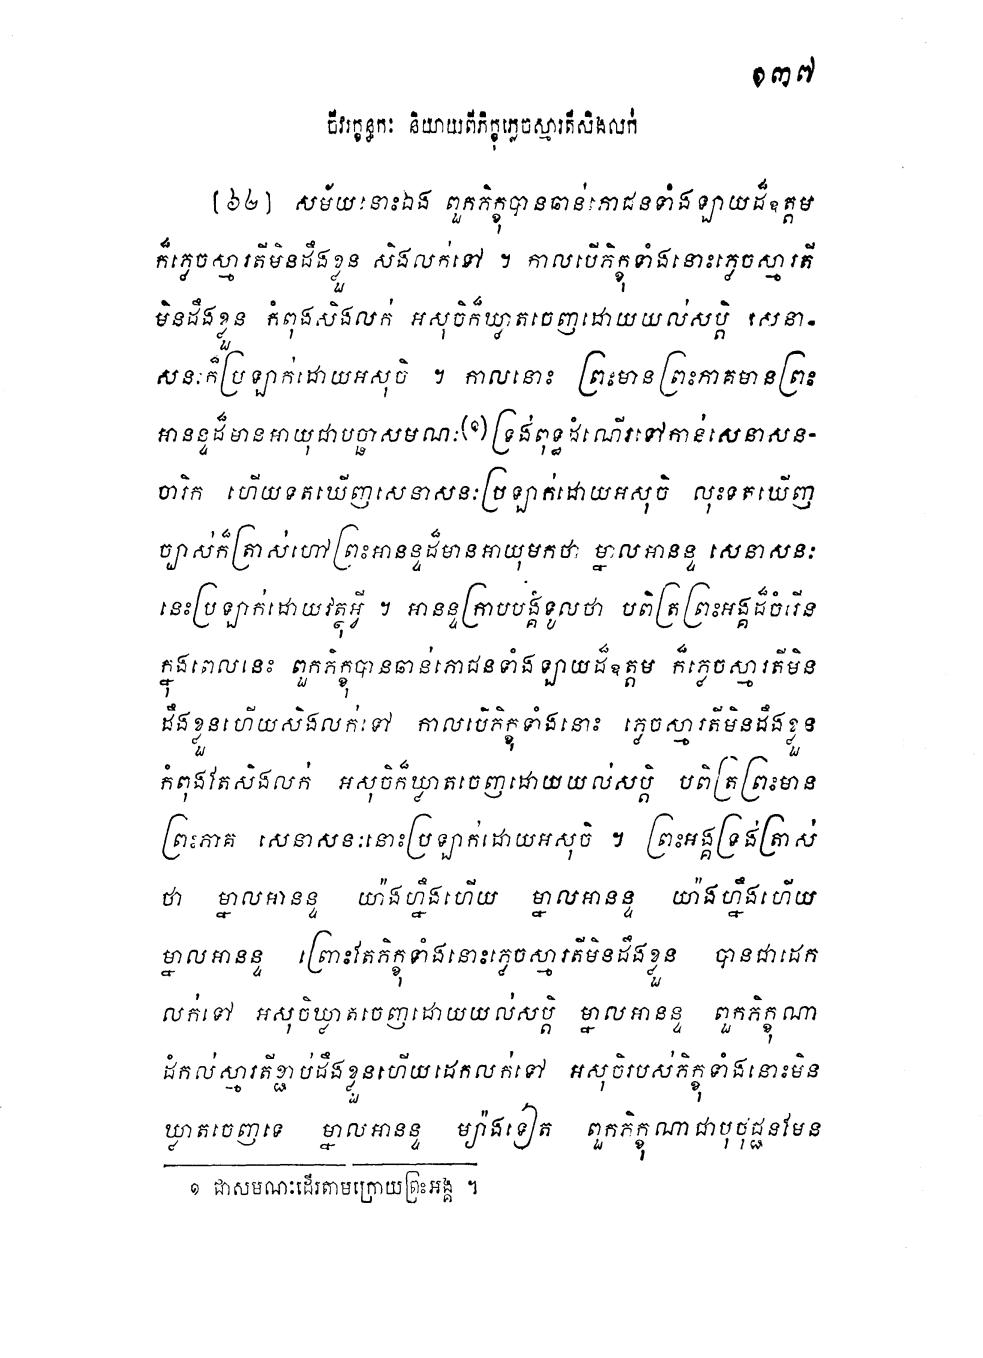 ១៣៧
ចីវរក្ខន្ធកៈ និយាយពីភិក្ខុភ្លេចស្មារតីសិងលក់
[៦៤] សម័យនោះឯង ពួកភិក្ខុបានឆាន់ភោជនទាំងឡាយដ៏ឧត្តម
ក៏ភ្លេចស្មារតីមិនដឹងខ្លួន សិងលក់ទៅ ។ កាលបើភិក្ខុទាំងនោះភ្លេចស្មារតី
មិនដឹងខ្លួន កំពុងសិងលក់ អសុចិក៏ឃ្លាតចេញដោយយល់សប្តិ សេនា-
សនៈក៏ប្រឡាក់ដោយអសុចិ ។ កាលនោះ ព្រះមានព្រះភាគមានព្រះ
អានន្ទដ៏មានអាយុជាបច្ឆាសមណៈ(១) ទ្រង់ពុទ្ធដំណើរទៅកាន់សេនាសន-
ចារិក ហើយទតឃើញសេនាសនៈប្រឡាក់ដោយអសុចិ លុះទតឃើញ
ច្បាស់ក៏ត្រាស់ហៅព្រះអានន្ទដ៏មានអាយុមកថា ម្នាលអានន្ទ សេនាសនៈ
នេះប្រឡាក់ដោយវត្ថុអ្វី ។ អានន្ទក្រាបបង្គំទូលថា បពិត្រព្រះអង្គដ៏ចំរើន
ក្នុងពេលនេះ ពួកភិក្ខុបានឆាន់ភោជនទាំងឡាយដ៏ឧត្តម ក៏ភ្លេចស្មារតីមិន
ដឹងខ្លួនហើយសិងលក់ទៅ កាលបើភិក្ខុទាំងនោះ ភ្លេចស្មារតីមិនដឹងខ្លួន
កំពុងតែសិងលក់ អសុចិក៏ឃ្លាតចេញដោយយល់សប្តិ បពិត្រព្រះមាន
ព្រះភាគ សេនាសនៈនោះប្រឡាក់ដោយអសុចិ ។ ព្រះអង្គទ្រង់ត្រាស់
ថា ម្នាលអានន្ទ យ៉ាងហ្នឹងហើយ ម្នាលអានន្ទ យ៉ាងហ្នឹងហើយ
ម្នាលអានន្ទ ព្រោះតែភិក្ខុទាំងនោះភ្លេចស្មារតីមិនដឹងខ្លួន បានជាដេក
លក់ទៅ អសុចិឃ្លាតចេញដោយយល់សប្តិ ម្នាលអានន្ទ ពួកភិក្ខុណា
ដំកល់ស្មារតីខ្ជាប់ដឹងខ្លួនហើយដេកលក់ទៅ អសុចិរបស់ភិក្ខុទាំងនោះមិន
ឃ្លាតចេញទេ ម្នាលអានន្ទ ម្យ៉ាងទៀត ពួកភិក្ខុណាជាបុថុជ្ជនមែន
១ ជាសមណៈដើរតាមក្រោយព្រះអង្គ ។